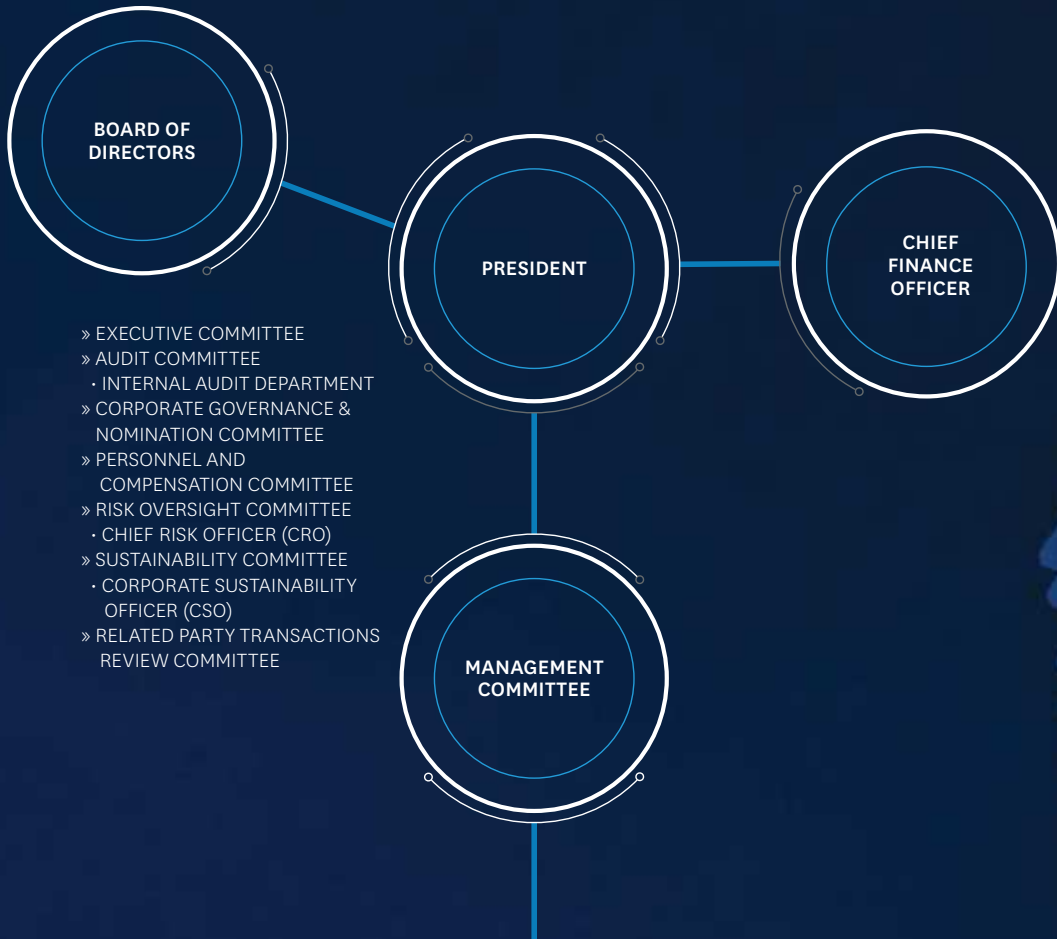 BOARD OF
DIRECTORS
PRESIDENT
CHIEF
FINANCE
OFFICER
» EXECUTIVE COMMITTEE
» AUDIT COMMITTEE
· INTERNAL AUDIT DEPARTMENT
» CORPORATE GOVERNANCE &
NOMINATION COMMITTEE
» PERSONNEL AND
COMPENSATION COMMITTEE
» RISK OVERSIGHT COMMITTEE
· CHIEF RISK OFFICER (CRO)
» SUSTAINABILITY COMMITTEE
· CORPORATE SUSTAINABILITY
OFFICER (CSO)
» RELATED PARTY TRANSACTIONS
REVIEW COMMITTEE
MANAGEMENT
COMMITTEE